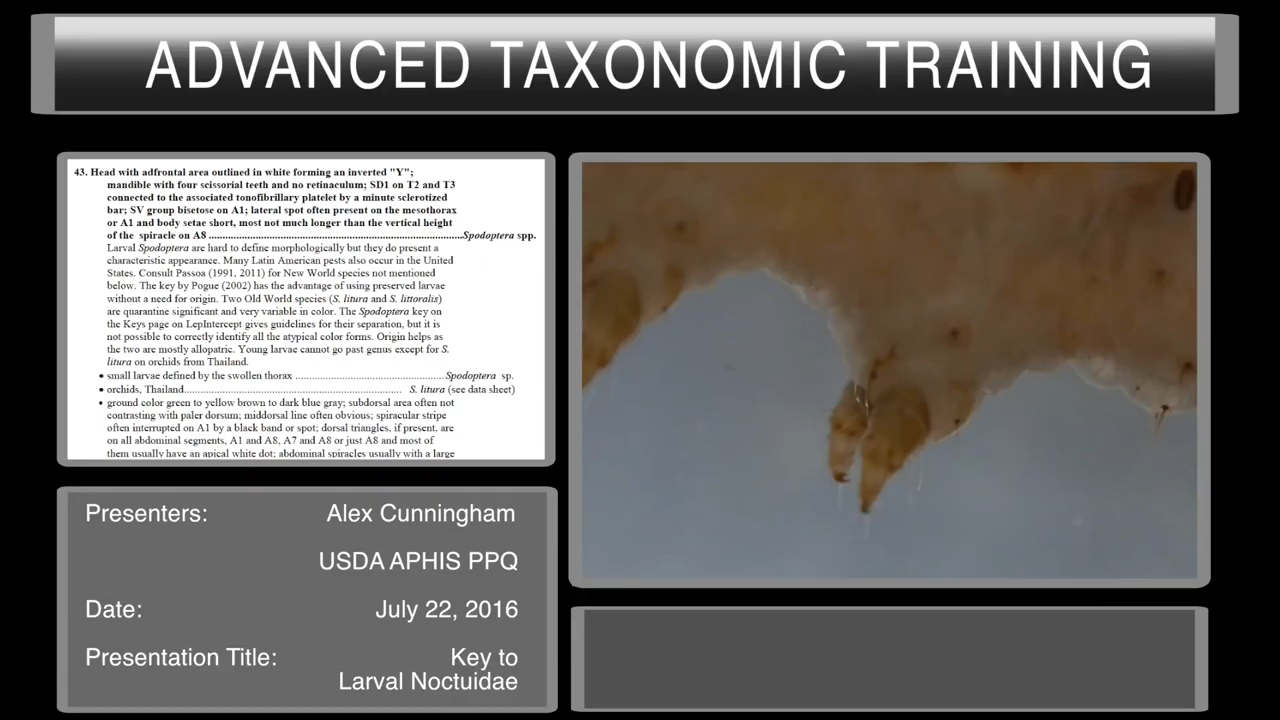 ADVANCED TAXONOMIC TRAINING
43. Head with adfrontal area outlined in white forming an inverted "Y";
mandible with four scissorial teeth and no retinaculum; SD1 on T2 and T3
connected to the associated tonofibrillary platelet by a minute sclerotized
bar; SV group bisetose on A1; lateral spot often present on the mesothorax
or A1 and body setae short, most not much longer than the vertical height
of the spiracle on A8 ..........................................................................Spodoptera spp.
Larval Spodoptera are hard to define morphologically but they do present a
characteristic appearance. Many Latin American pests also occur in the United
States. Consult Passoa (1991, 2011) for New World species not mentioned
below. The key by Pogue (2002) has the advantage of using preserved larvae
without a need for origin. Two Old World species (S. litura and S. littoralis)
are quarantine significant and very variable in color. The Spodoptera key on
the Keys page on LepIntercept gives guidelines for their separation, but it is
not possible to correctly identify all the atypical color forms. Origin helps as
the two are mostly allopatric. Young larvae cannot go past genus except for S.
litura on orchids from Thailand.
• small larvae defined by the swollen thorax ..................................................Spodoptera sp.
• orchids, Thailand........................................................................ S. litura (see data sheet)
• ground color green to yellow brown to dark blue gray; subdorsal area often not
contrasting with paler dorsum; middorsal line often obvious; spiracular stripe
often interrupted on A1 by a black band or spot; dorsal triangles, if present, are
on all abdominal segments, A1 and A8, A7 and A8 or just A8 and most of
them usually have an apical white dot; abdominal spiracles usually with a large
Presenters: Alex Cunningham
USDA APHIS PPQ
Date: July 22, 2016
Presentation Title: Key to
Larval Noctuidae